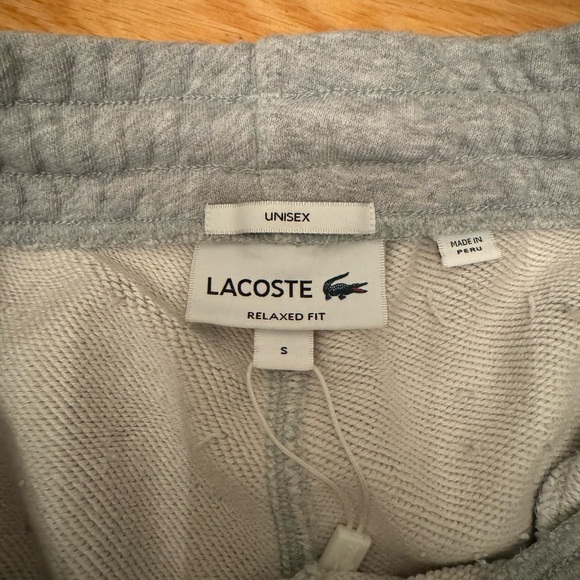 UNISEX
MADE IN
PERU
LACOSTE
RELAXED FIT
S